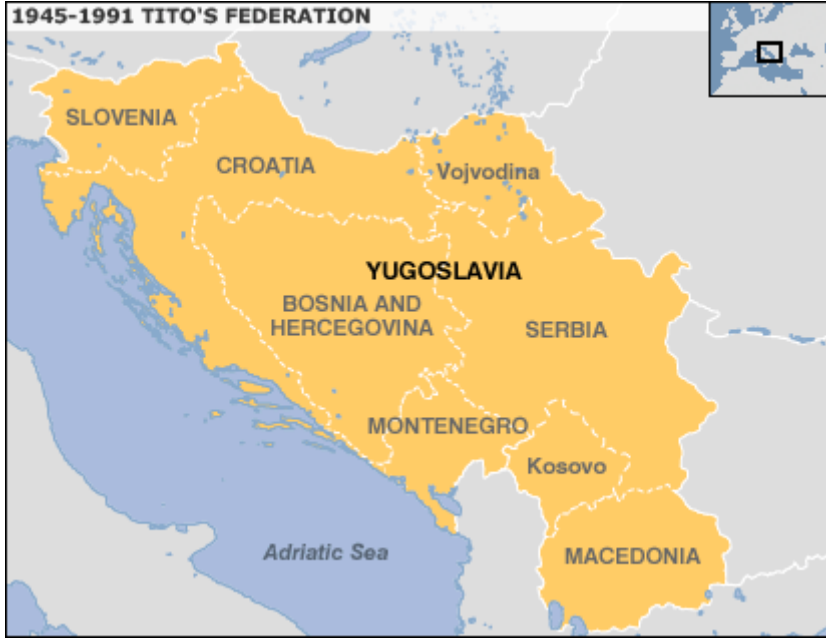 1945-1991 TITO'S FEDERATION
SLOVENIA
CROATIA
Vojvodina
YUGOSLAVIA
BOSNIA AND
HERCEGOVINA
SERBIA
MONTENEGRO
Kosovo
Adriatic Sea
MACEDONIA